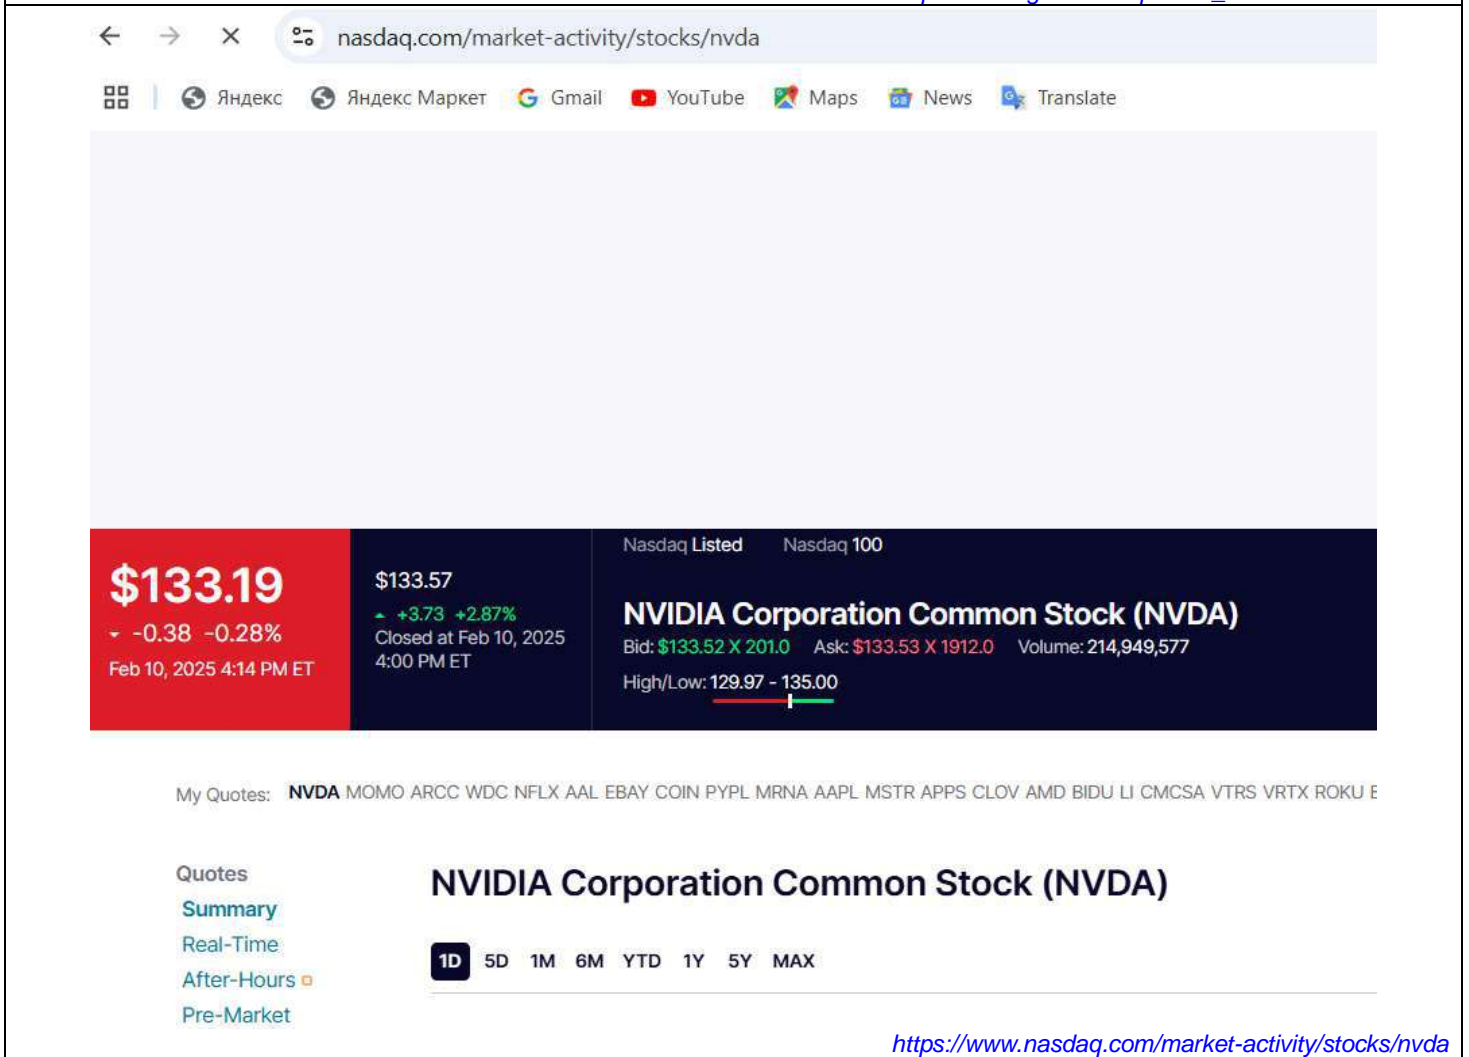 nasdaq.com/market-activity/stocks/nvda
Яндекс Яндекс Маркет Gmail YouTube Maps News Translate
Nasdaq Listed Nasdaq 100
$133.19
-0.38 -0.28%
Feb 10, 2025 4:14 PM ET
$133.57
+3.73 +2.87%
Closed at Feb 10, 2025
4:00 PM ET
NVIDIA Corporation Common Stock (NVDA)
Bid: $133.52 X 201.0 Ask: $133.53 X 1912.0 Volume: 214,949,577
High/Low: 129.97 - 135.00
My Quotes: NVDA MOMO ARCC WDC NFLX AAL EBAY COIN PYPL MRNA AAPL MSTR APPS CLOV AMD BIDU LI CMCSA VTRS VRTX ROKU
Quotes
Summary
Real-Time
After-Hours
Pre-Market
NVIDIA Corporation Common Stock (NVDA)
1D 5D 1M 6M YTD 1Y 5Y MAX
https://www.nasdaq.com/market-activity/stocks/nvda